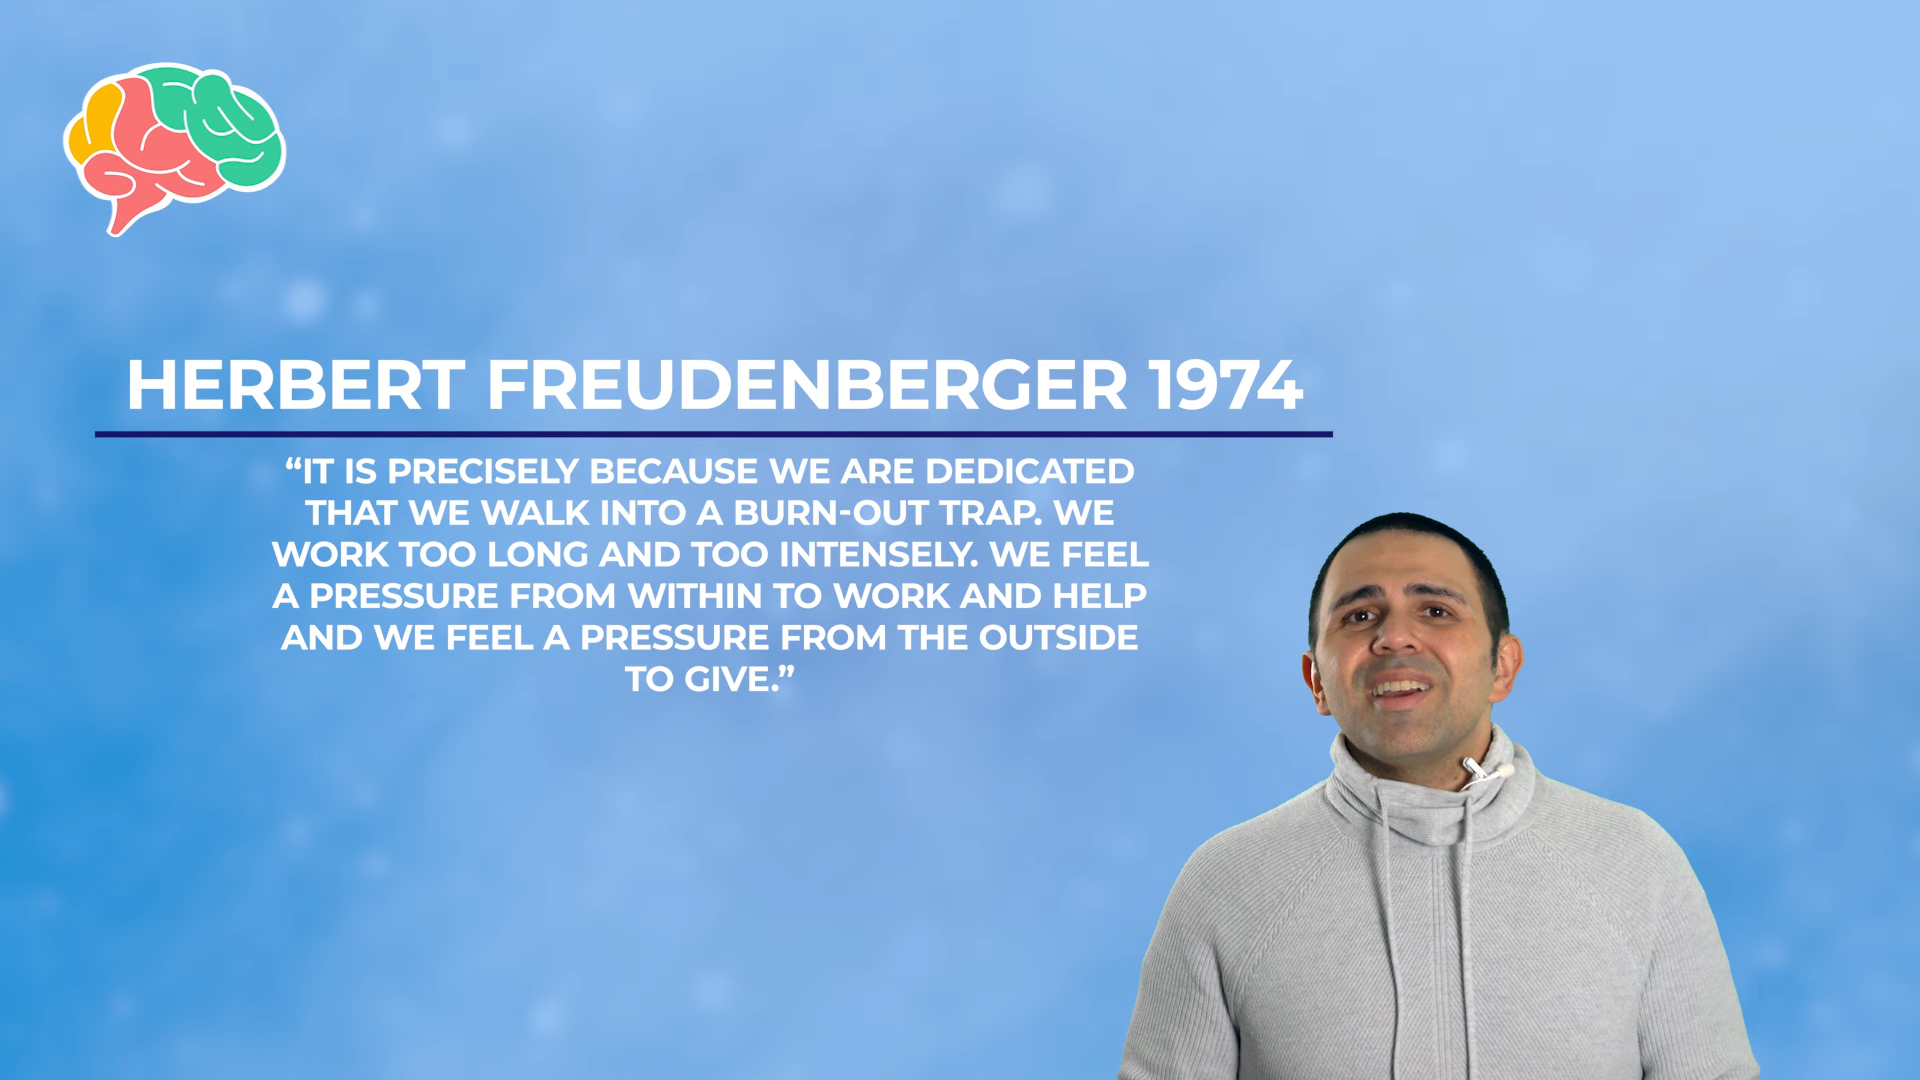 HERBERT FREUDENBERGER 1974
“IT IS PRECISELY BECAUSE WE ARE DEDICATED
THAT WE WALK INTO A BURN-OUT TRAP. WE
WORK TOO LONG AND TOO INTENSELY. WE FEEL
A PRESSURE FROM WITHIN TO WORK AND HELP
AND WE FEEL A PRESSURE FROM THE OUTSIDE
TO GIVE.”